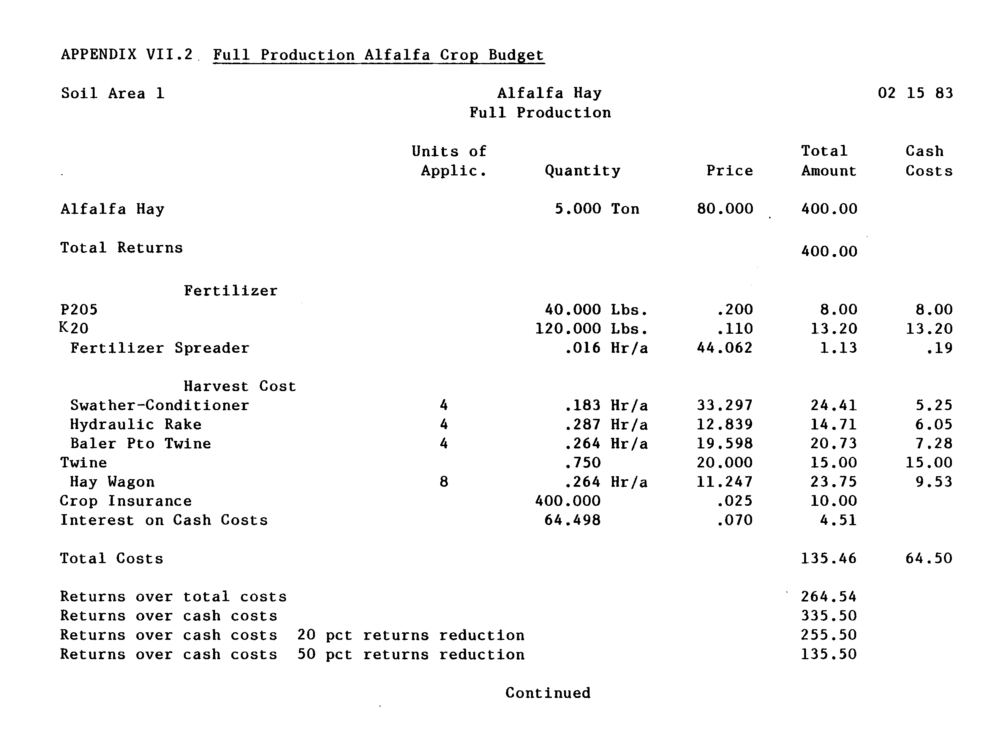 APPENDIX VII.2 Full Production Alfalfa Crop Budget
Soil Area 1 Alfalfa Hay 02 15 83
Full Production
Units of Total Cash
Applic. Quantity Price Amount Costs
Alfalfa Hay 5.000 Ton 80.000 400.00
Total Returns 400.00
Fertilizer
P205 40.000 Lbs. .200 8.00 8.00
K20 120.000 Lbs. .110 13.20 13.20
Fertilizer Spreader .016 Hr/a 44.062 1.13 .19
Harvest Cost
Swather-Conditioner 4 .183 Hr/a 33.297 24.41 5.25
Hydraulic Rake 4 .287 Hr/a 12.839 14.71 6.05
Baler Pto Twine 4 .264 Hr/a 19.598 20.73 7.28
Twine .750 20.000 15.00 15.00
Hay Wagon 8 .264 Hr/a 11.247 23.75 9.53
Crop Insurance 400.000 .025 10.00
Interest on Cash Costs 64.498 .070 4.51
Total Costs 135.46 64.50
Returns over total costs 264.54
Returns over cash costs 335.50
Returns over cash costs 20 pct returns reduction 255.50
Returns over cash costs 50 pct returns reduction 135.50
Continued